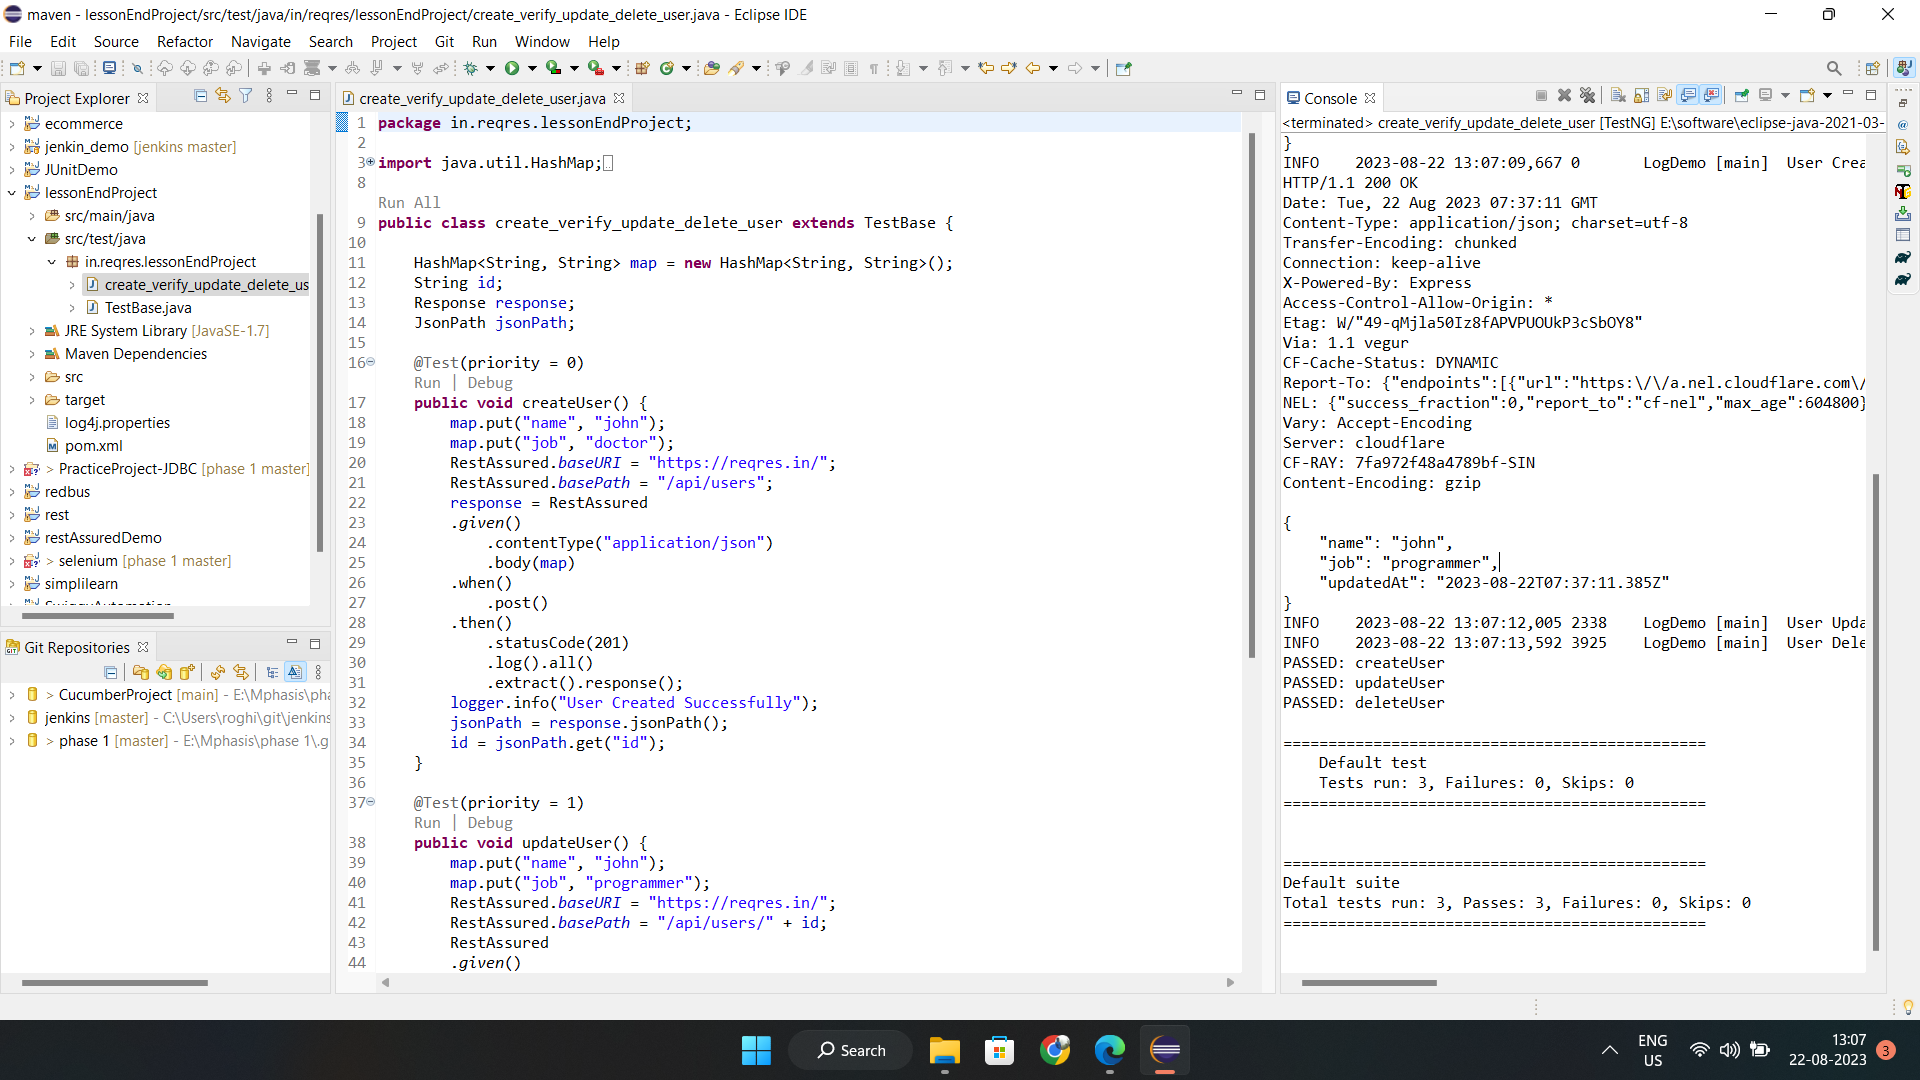 maven - lessonEndProject/src/test/java/in/reqres/lessonEndProject/create_verify_update_delete_user.java - Eclipse IDE
File Edit Source Refactor Navigate Search Project Git Run Window Help
Project Explorer
ecommerce
jenkin_demo [jenkins master]
JUnitDemo
lessonEndProject
src/main/java
src/test/java
in.reqres.lessonEndProject
create_verify_update_delete_us
TestBase.java
JRE System Library [JavaSE-1.7]
Maven Dependencies
src
target
log4j.properties
pom.xml
> PracticeProject-JDBC [phase 1 master]
redbus
rest
restAssuredDemo
> selenium [phase 1 master]
simplilearn
Git Repositories
> CucumberProject [main] - E:\Mphasis\pha
jenkins [master] - C:\Users\roghi\git\jenkins
> phase 1 [master] - E:\Mphasis\phase 1\.g
create_verify_update_delete_user.java
1 package in.reqres.lessonEndProject;
2
3 import java.util.HashMap;
8
Run All
9 public class create_verify_update_delete_user extends TestBase {
10
11 HashMap<String, String> map = new HashMap<String, String>();
12 String id;
13 Response response;
14 JsonPath jsonPath;
15
16 @Test(priority = 0)
Run | Debug
17 public void createUser() {
18 map.put("name", "john");
19 map.put("job", "doctor");
20 RestAssured.baseURI = "https://reqres.in/";
21 RestAssured.basePath = "/api/users";
22 response = RestAssured
23 .given()
24 .contentType("application/json")
25 .body(map)
26 .when()
27 .post()
28 .then()
29 .statusCode(201)
30 .log().all()
31 .extract().response();
32 logger.info("User Created Successfully");
33 jsonPath = response.jsonPath();
34 id = jsonPath.get("id");
35 }
36
37 @Test(priority = 1)
Run | Debug
38 public void updateUser() {
39 map.put("name", "john");
40 map.put("job", "programmer");
41 RestAssured.baseURI = "https://reqres.in/";
42 RestAssured.basePath = "/api/users/" + id;
43 RestAssured
44 .given()
Console
<terminated> create_verify_update_delete_user [TestNG] E:\software\eclipse-java-2021-03-
}
INFO 2023-08-22 13:07:09,667 0 LogDemo [main] User Crea
HTTP/1.1 200 OK
Date: Tue, 22 Aug 2023 07:37:11 GMT
Content-Type: application/json; charset=utf-8
Transfer-Encoding: chunked
Connection: keep-alive
X-Powered-By: Express
Access-Control-Allow-Origin: *
Etag: W/"49-qMjla50Iz8fAPVPUOUkP3cSbOY8"
Via: 1.1 vegur
CF-Cache-Status: DYNAMIC
Report-To: {"endpoints":[{"url":"https:\/\/a.nel.cloudflare.com\/
NEL: {"success_fraction":0,"report_to":"cf-nel","max_age":604800}
Vary: Accept-Encoding
Server: cloudflare
CF-RAY: 7fa972f48a4789bf-SIN
Content-Encoding: gzip
{
"name": "john",
"job": "programmer",
"updatedAt": "2023-08-22T07:37:11.385Z"
}
INFO 2023-08-22 13:07:12,005 2338 LogDemo [main] User Upda
INFO 2023-08-22 13:07:13,592 3925 LogDemo [main] User Dele
PASSED: createUser
PASSED: updateUser
PASSED: deleteUser
===============================================
Default test
Tests run: 3, Failures: 0, Skips: 0
===============================================
===============================================
Default suite
Total tests run: 3, Passes: 3, Failures: 0, Skips: 0
===============================================
Search
ENG
US
13:07
22-08-2023
3